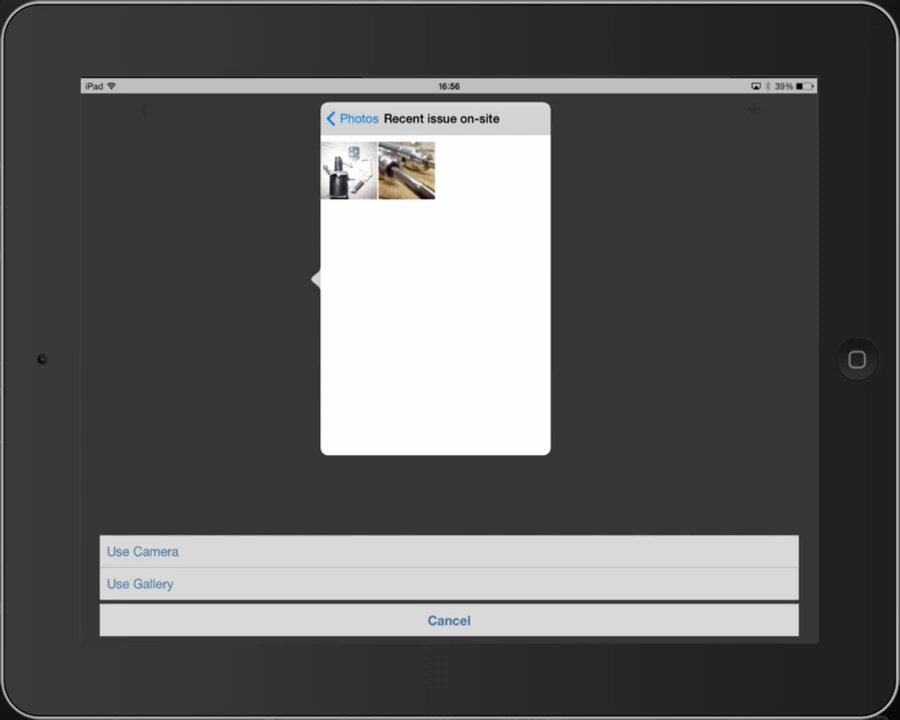 iPad 16:56 39%
Photos Recent issue on-site
Use Camera
Use Gallery
Cancel